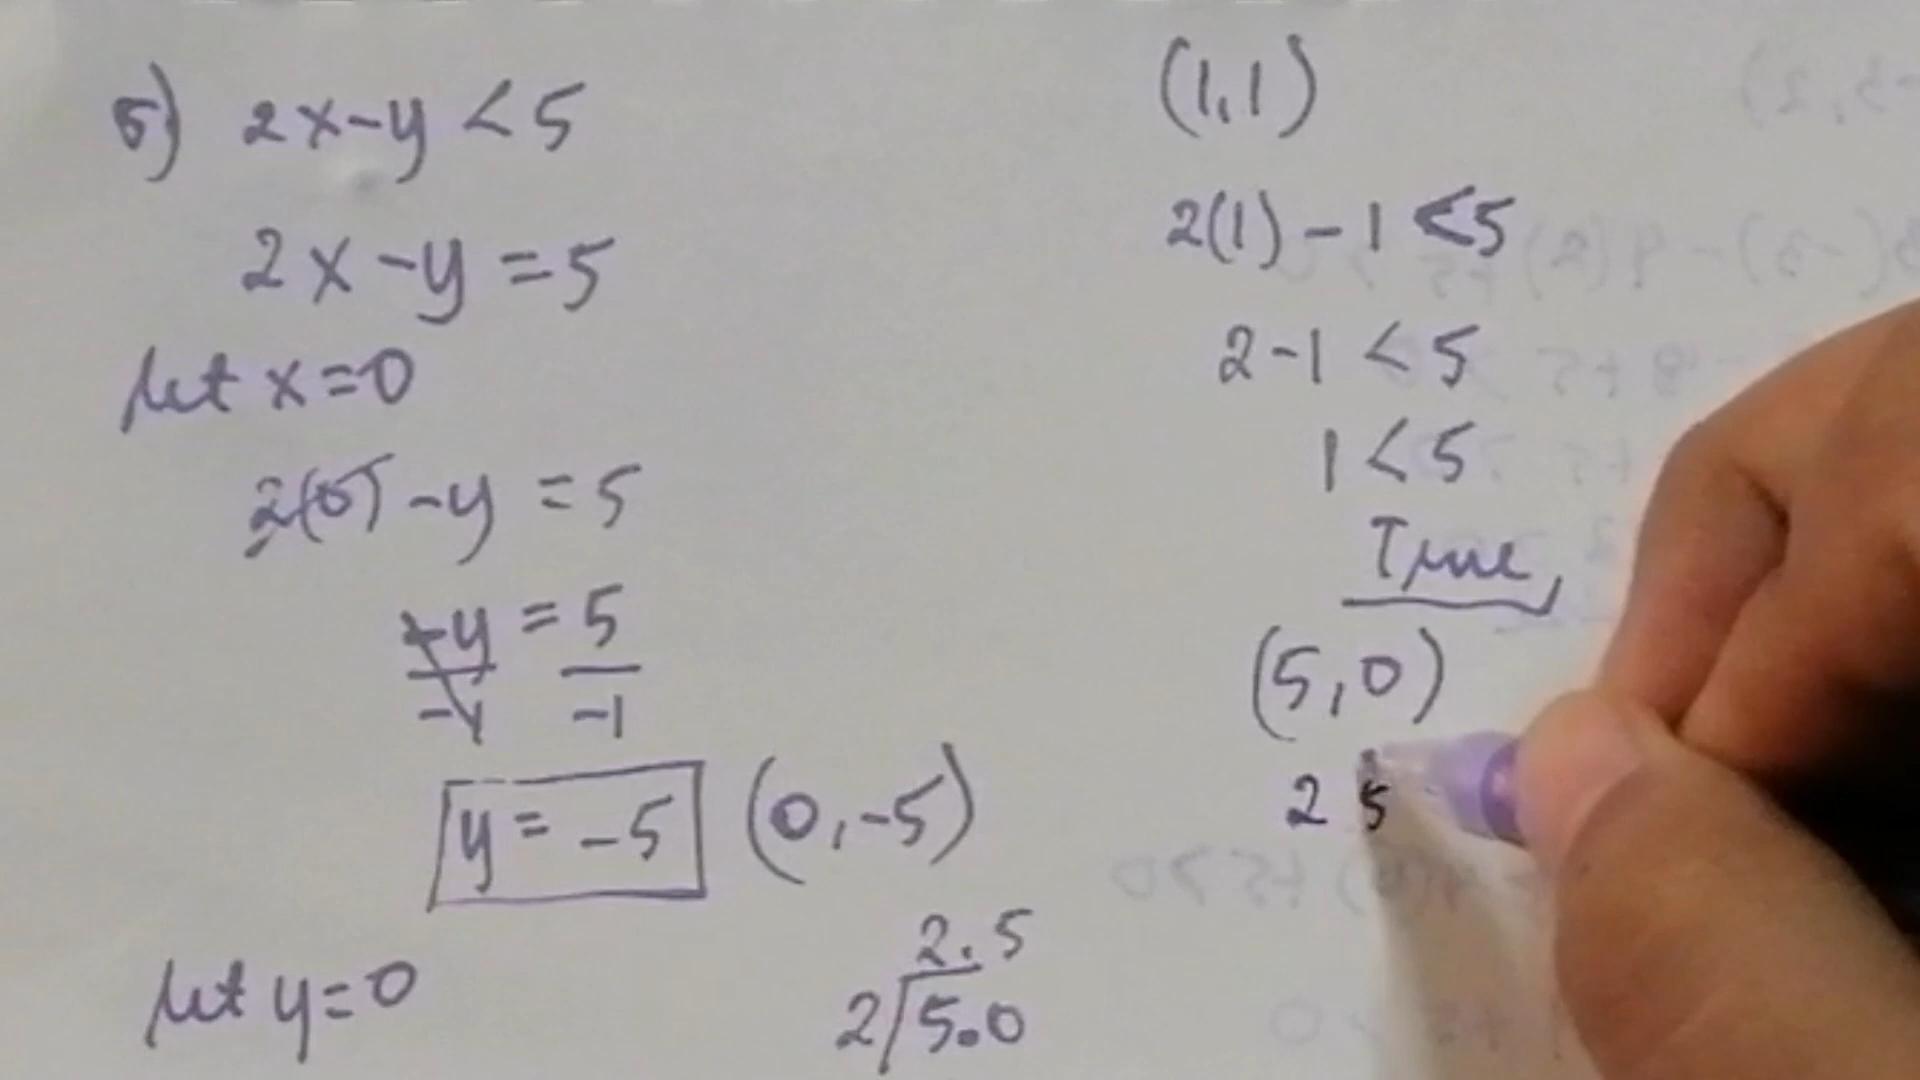 5) 2x-y < 5
2x-y = 5
let x=0
2(0) -y = 5
-y = 5
-1 -1
y = -5 (0,-5)
let y=0
2.5
2 5.0
(1,1)
2(1) - 1 < 5
2-1 < 5
1 < 5
True,
(5,0)
2 5